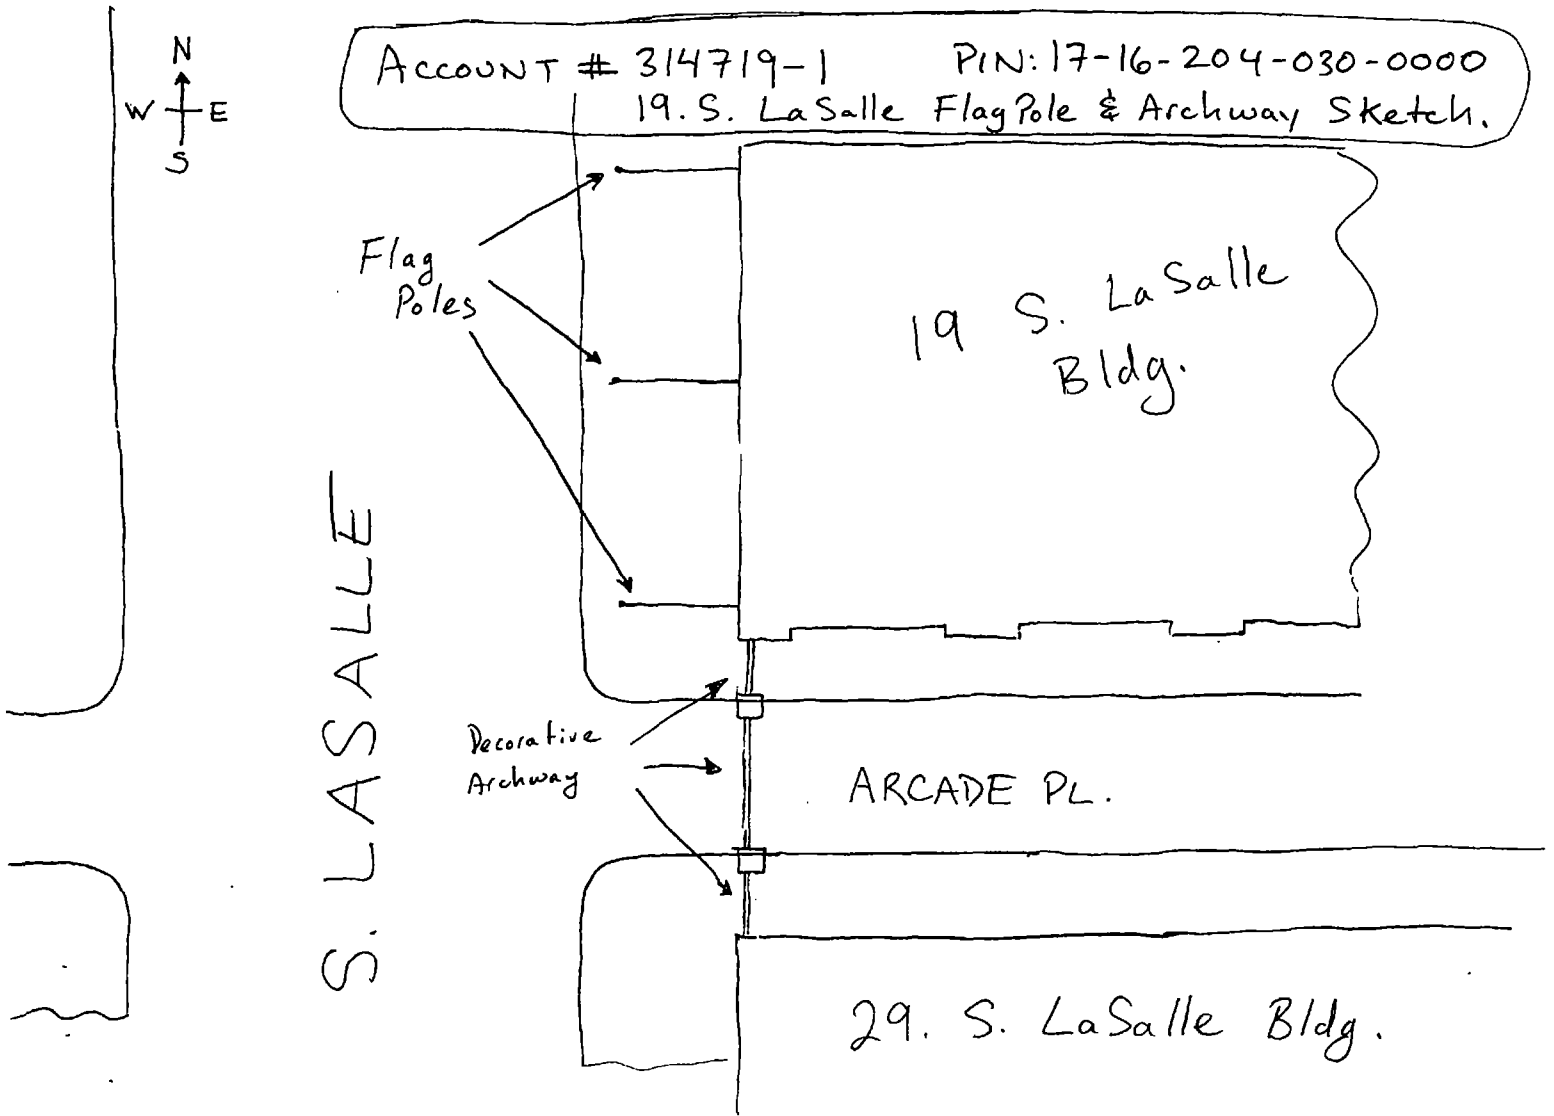 N
W E
S
Account # 314719-1 PIN: 17-16-204-030-0000
19. S. LaSalle Flag Pole & Archway Sketch.
Flag
Poles
19 S. LaSalle
Bldg.
S. LASALLE
Decorative
Archway
ARCADE PL.
29. S. LaSalle Bldg.